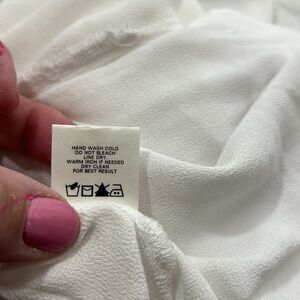 HAND WASH COLD
DO NOT BLEACH
LINE DRY.
WARM IRON IF NEEDED
DRY CLEAN
FOR BEST RESULT